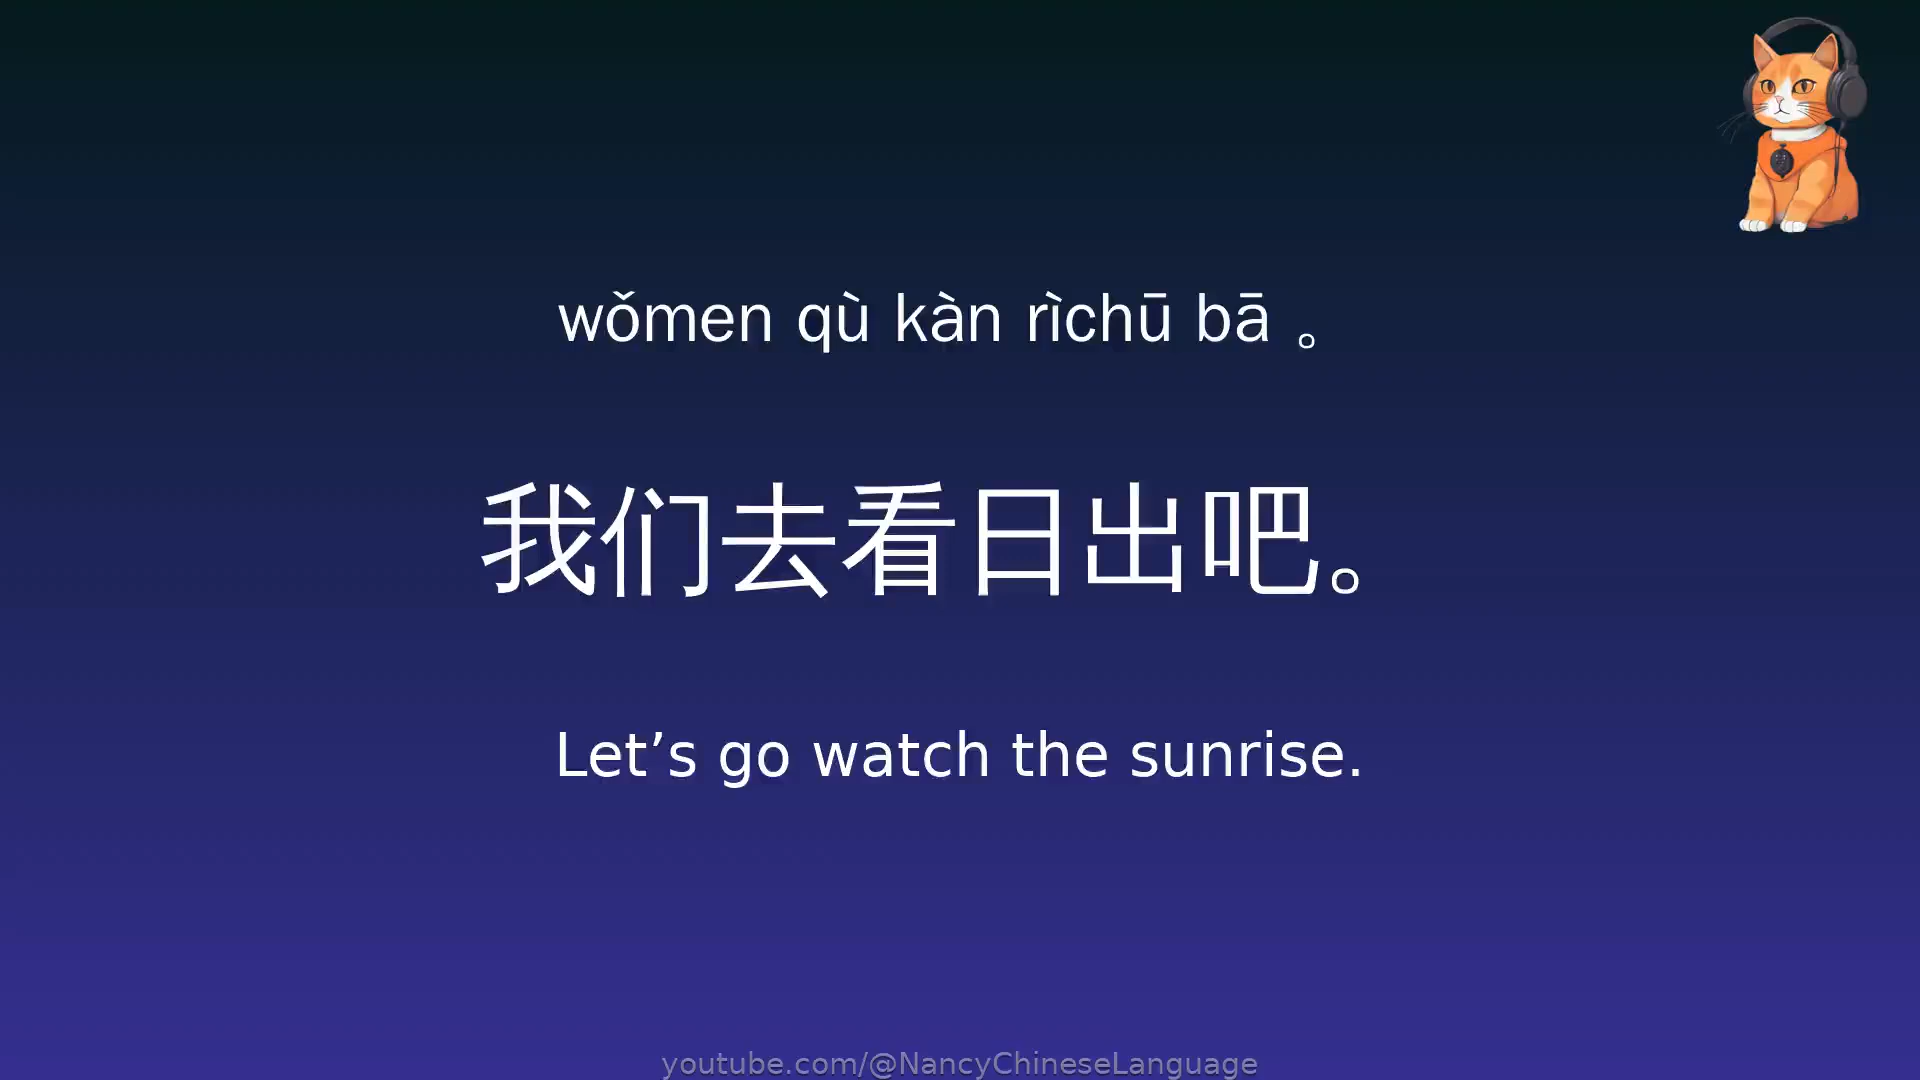 wǒmen qù kàn rìchū bā 。
我们去看日出吧。
Let’s go watch the sunrise.
youtube.com/@NancyChineseLanguage